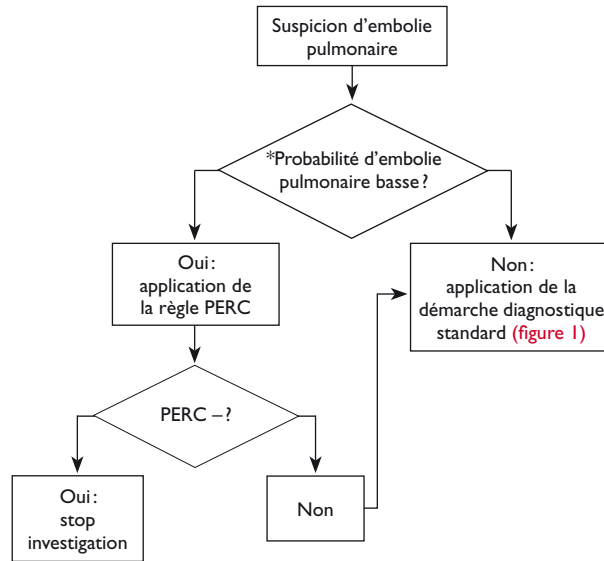 Suspicion d'embolie
pulmonaire
*Probabilité d'embolie
pulmonaire basse ?
Oui :
application de
la règle PERC
Non :
application de la
démarche diagnostique
standard (figure 1)
PERC – ?
Oui :
stop
investigation
Non